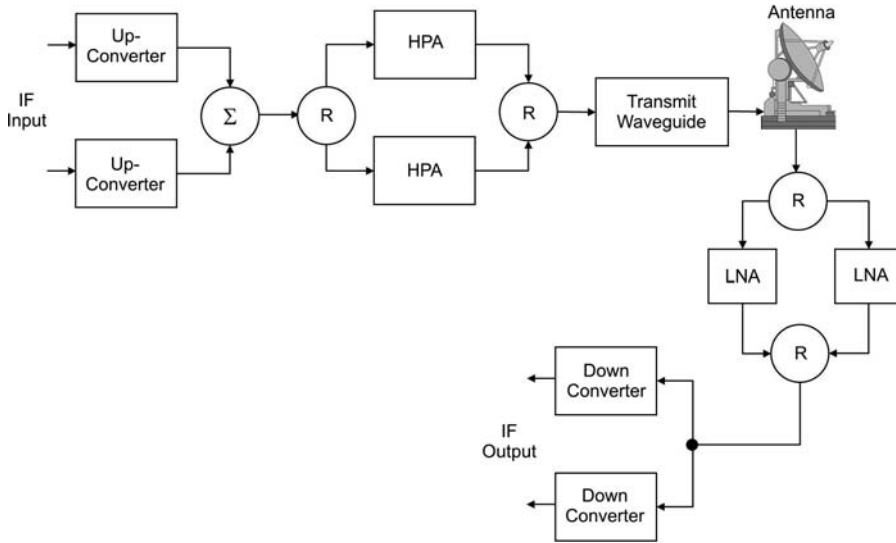 Up-
Converter
IF
Input
Up-
Converter
Σ
R
HPA
HPA
R
Transmit
Waveguide
Antenna
R
LNA
LNA
R
Down
Converter
IF
Output
Down
Converter